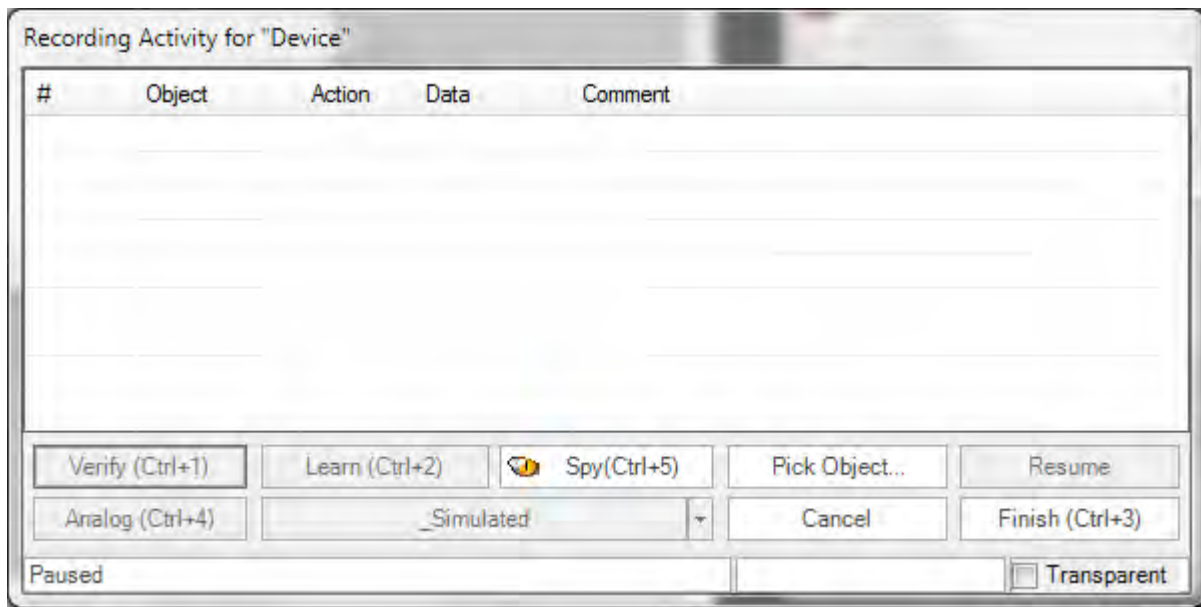 Recording Activity for "Device"
# Object Action Data Comment
Verify (Ctrl+1) Learn (Ctrl+2) Spy(Ctrl+5) Pick Object... Resume
Analog (Ctrl+4) _Simulated Cancel Finish (Ctrl+3)
Paused Transparent